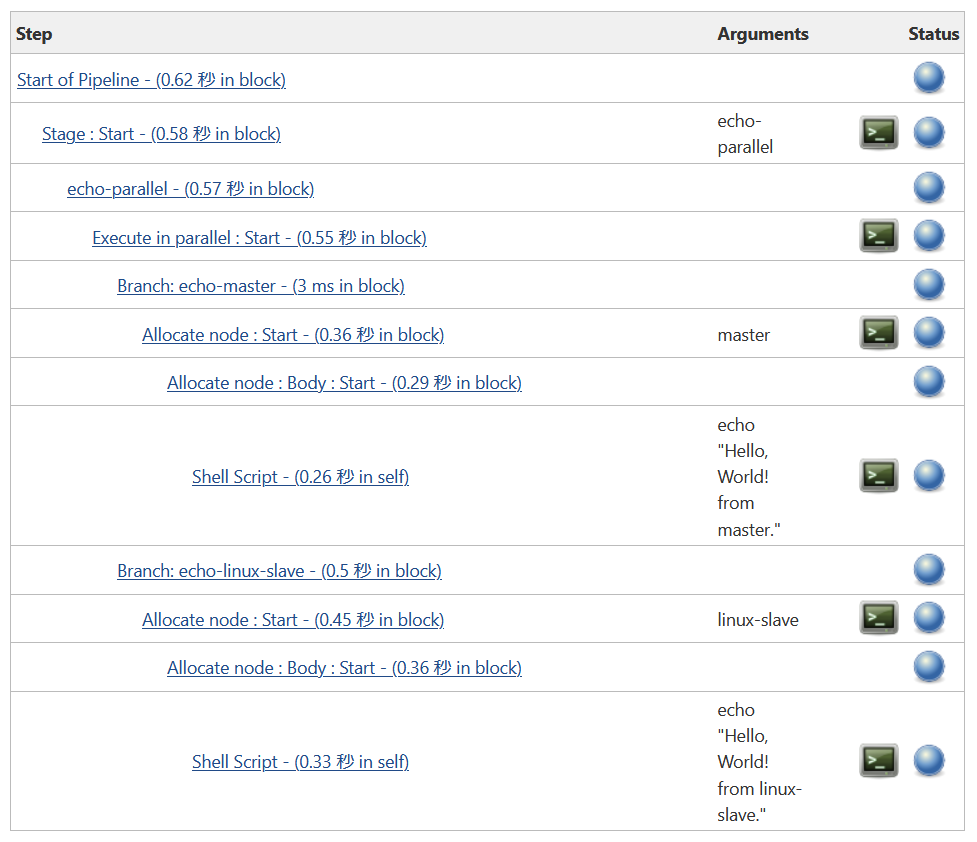 Step Arguments Status
Start of Pipeline - (0.62 秒 in block)
Stage : Start - (0.58 秒 in block)
echo-
parallel
echo-parallel - (0.57 秒 in block)
Execute in parallel : Start - (0.55 秒 in block)
Branch: echo-master - (3 ms in block)
Allocate node : Start - (0.36 秒 in block)
master
Allocate node : Body : Start - (0.29 秒 in block)
Shell Script - (0.26 秒 in self)
echo
"Hello,
World!
from
master."
Branch: echo-linux-slave - (0.5 秒 in block)
Allocate node : Start - (0.45 秒 in block)
linux-slave
Allocate node : Body : Start - (0.36 秒 in block)
Shell Script - (0.33 秒 in self)
echo
"Hello,
World!
from linux-
slave."